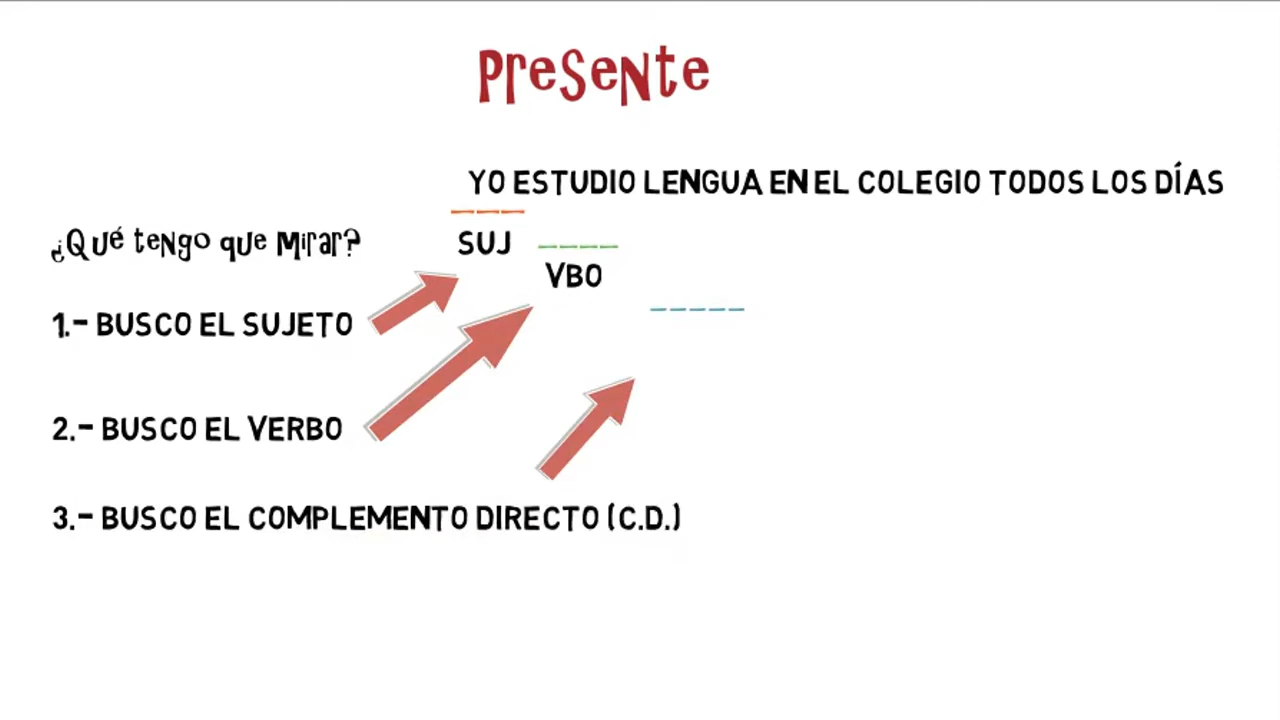 Presente
YO ESTUDIO LENGUA EN EL COLEGIO TODOS LOS DÍAS
¿Qué tengo que mirar?
SUJ
VBO
1.- BUSCO EL SUJETO
2.- BUSCO EL VERBO
3.- BUSCO EL COMPLEMENTO DIRECTO (C.D.)